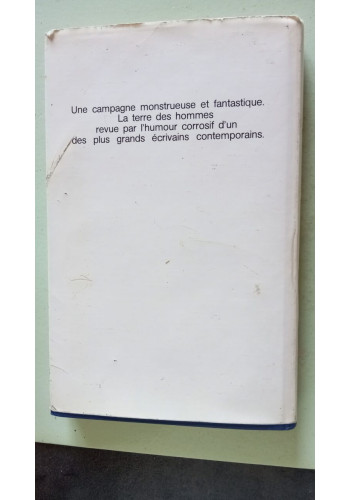 Une campagne monstrueuse et fantastique.
La terre des hommes
revue par l'humour corrosif d'un
des plus grands écrivains contemporains.